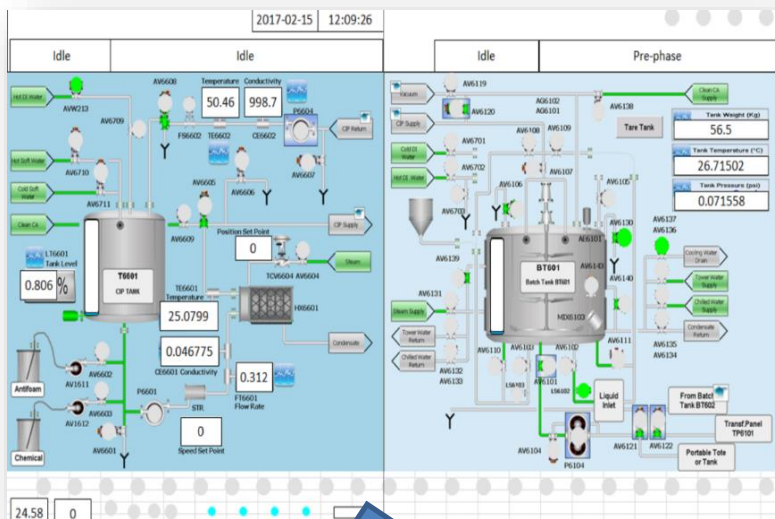 2017-02-15 12:09:26
Idle Idle
Idle Pre-phase
Hot DI Water
AVW213
AV6709
AV6608
Temperature Conductivity
50.46 998.7
FS6602 TE6602 CE6602
P6604
CIP Return
AV6607
Hot Soft Water
AV6710
Cold Soft Water
AV6711
AV6605
AV6606
Clean CA
AV6609
CIP Supply
Position Set Point
0
TCV6604 AV6604
Steam
LT6601
Tank Level
0.806 %
T6601
CIP TANK
TE6601
Temperature
25.0799
HX6601
0.046775
CE6601 Conductivity
Condensate
0.312
FT6601
Flow Rate
AV6602
AV1611
Antifoam
P6601
STR
AV6603
AV1612
0
Speed Set Point
AV6601
Chemical
24.58 0
Vacuum
AV6119
AV6120
AG6102
AG6101
AV6138
Clean CA Supply
CIP Supply
Tare Tank
Tank Weight (Kg)
56.5
Tank Temperature (°C)
26.71502
Tank Pressure (psi)
0.071558
Cold DI Water
AV6701
AV6108 AV6109
Hot DI Water
AV6702
AV6107
AV6106
AV6105
AV6703
AV6130
AV6137
AV6136
AE6101
AV6139
AV6143
Cooling Water Drain
BT601
Batch Tank BT601
AV6140
Tower Water Supply
AV6131
Steam Supply
Chilled Water Supply
MIX6103
Tower Water Return
Condensate Return
AV6110 AV6103 AV6102
AV6111
AV6135
AV6134
Chilled Water Return
AV6132
AV6133
LS6103
AV6101
LS6102
Liquid Inlet
From Batch Tank BT602
Transf.Panel TP6101
AV6104
P6104
AV6121 AV6122
Portable Tote or Tank